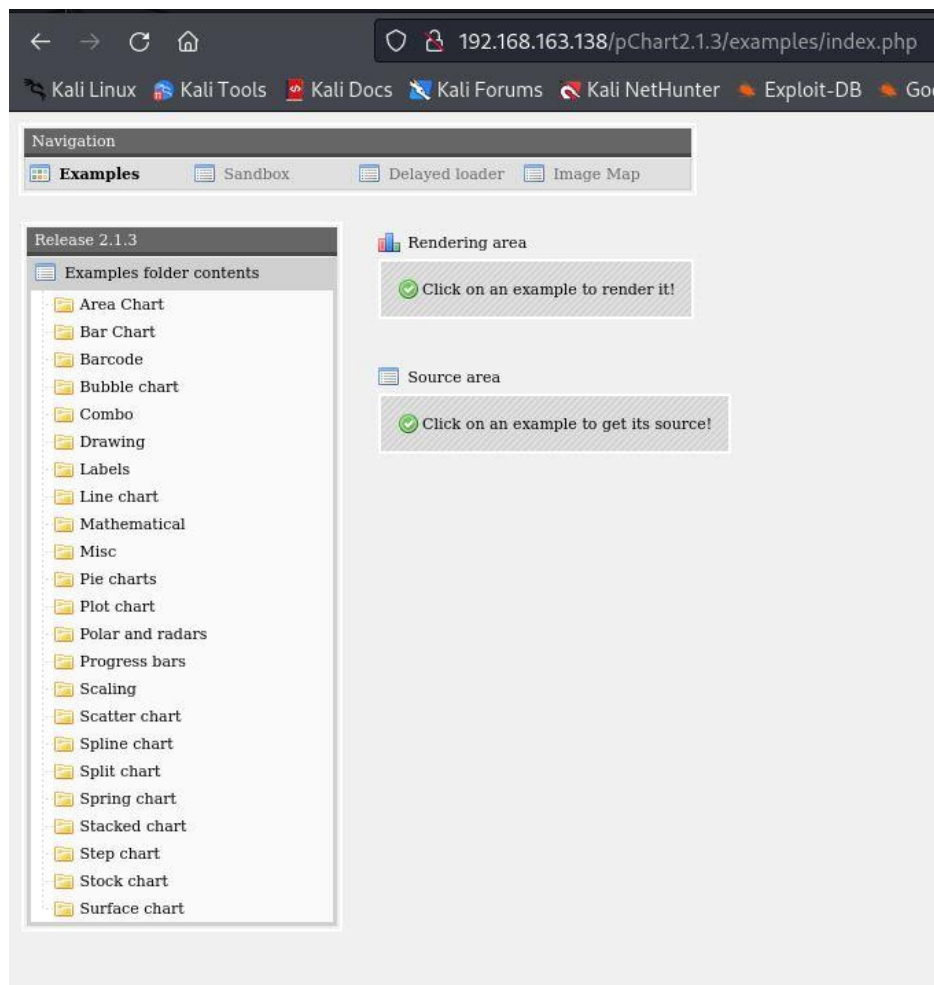 192.168.163.138/pChart2.1.3/examples/index.php
Kali Linux Kali Tools Kali Docs Kali Forums Kali NetHunter Exploit-DB Goo
Navigation
Examples Sandbox Delayed loader Image Map
Release 2.1.3
Examples folder contents
Area Chart
Bar Chart
Barcode
Bubble chart
Combo
Drawing
Labels
Line chart
Mathematical
Misc
Pie charts
Plot chart
Polar and radars
Progress bars
Scaling
Scatter chart
Spline chart
Split chart
Spring chart
Stacked chart
Step chart
Stock chart
Surface chart
Rendering area
Click on an example to render it!
Source area
Click on an example to get its source!